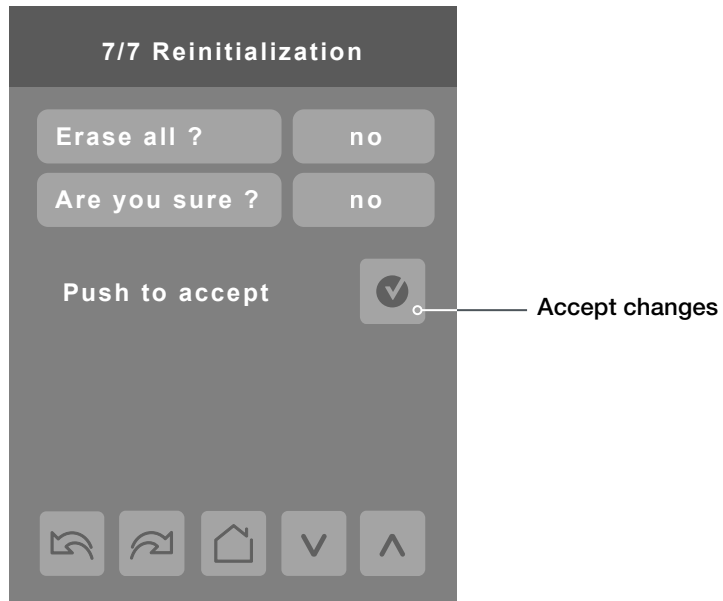 7/7 Reinitialization
Erase all ? no
Are you sure ? no
Push to accept
Accept changes